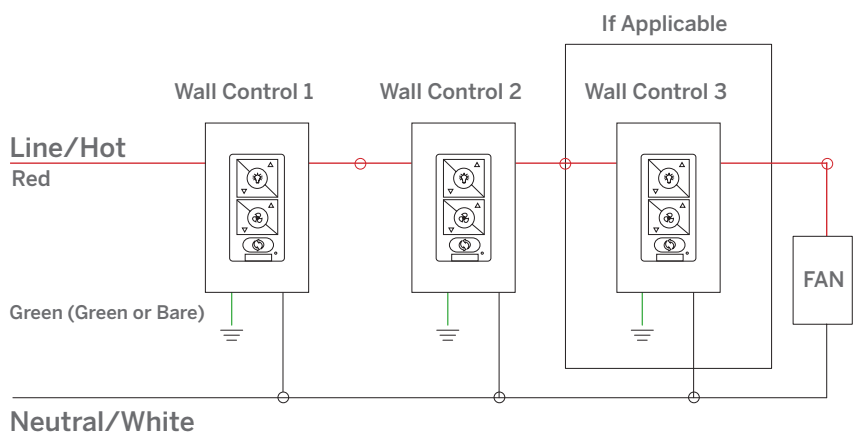 If Applicable
Wall Control 1
Wall Control 2
Wall Control 3
Line/Hot
Red
FAN
Green (Green or Bare)
Neutral/White